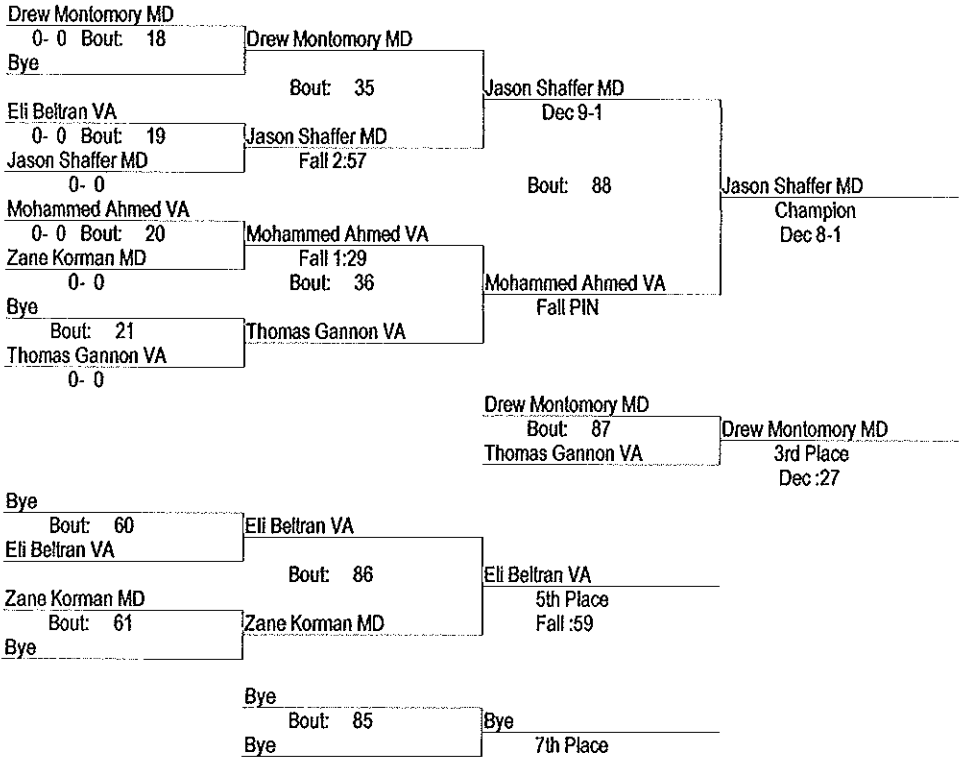 Drew Montomory MD
0- 0 Bout: 18
Drew Montomory MD
Bye
Bout: 35
Jason Shaffer MD
Dec 9-1
Eli Beltran VA
0- 0 Bout: 19
Jason Shaffer MD
Jason Shaffer MD
Fall 2:57
0- 0
Bout: 88
Jason Shaffer MD
Champion
Dec 8-1
Mohammed Ahmed VA
0- 0 Bout: 20
Mohammed Ahmed VA
Zane Korman MD
Fall 1:29
0- 0
Bout: 36
Mohammed Ahmed VA
Fall PIN
Bye
Bout: 21
Thomas Gannon VA
Thomas Gannon VA
0- 0
Drew Montomory MD
Bout: 87
Drew Montomory MD
Thomas Gannon VA
3rd Place
Dec :27
Bye
Bout: 60
Eli Beltran VA
Eli Beltran VA
Bout: 86
Eli Beltran VA
5th Place
Fall :59
Zane Korman MD
Bout: 61
Zane Korman MD
Bye
Bye
Bout: 85
Bye
Bye
7th Place